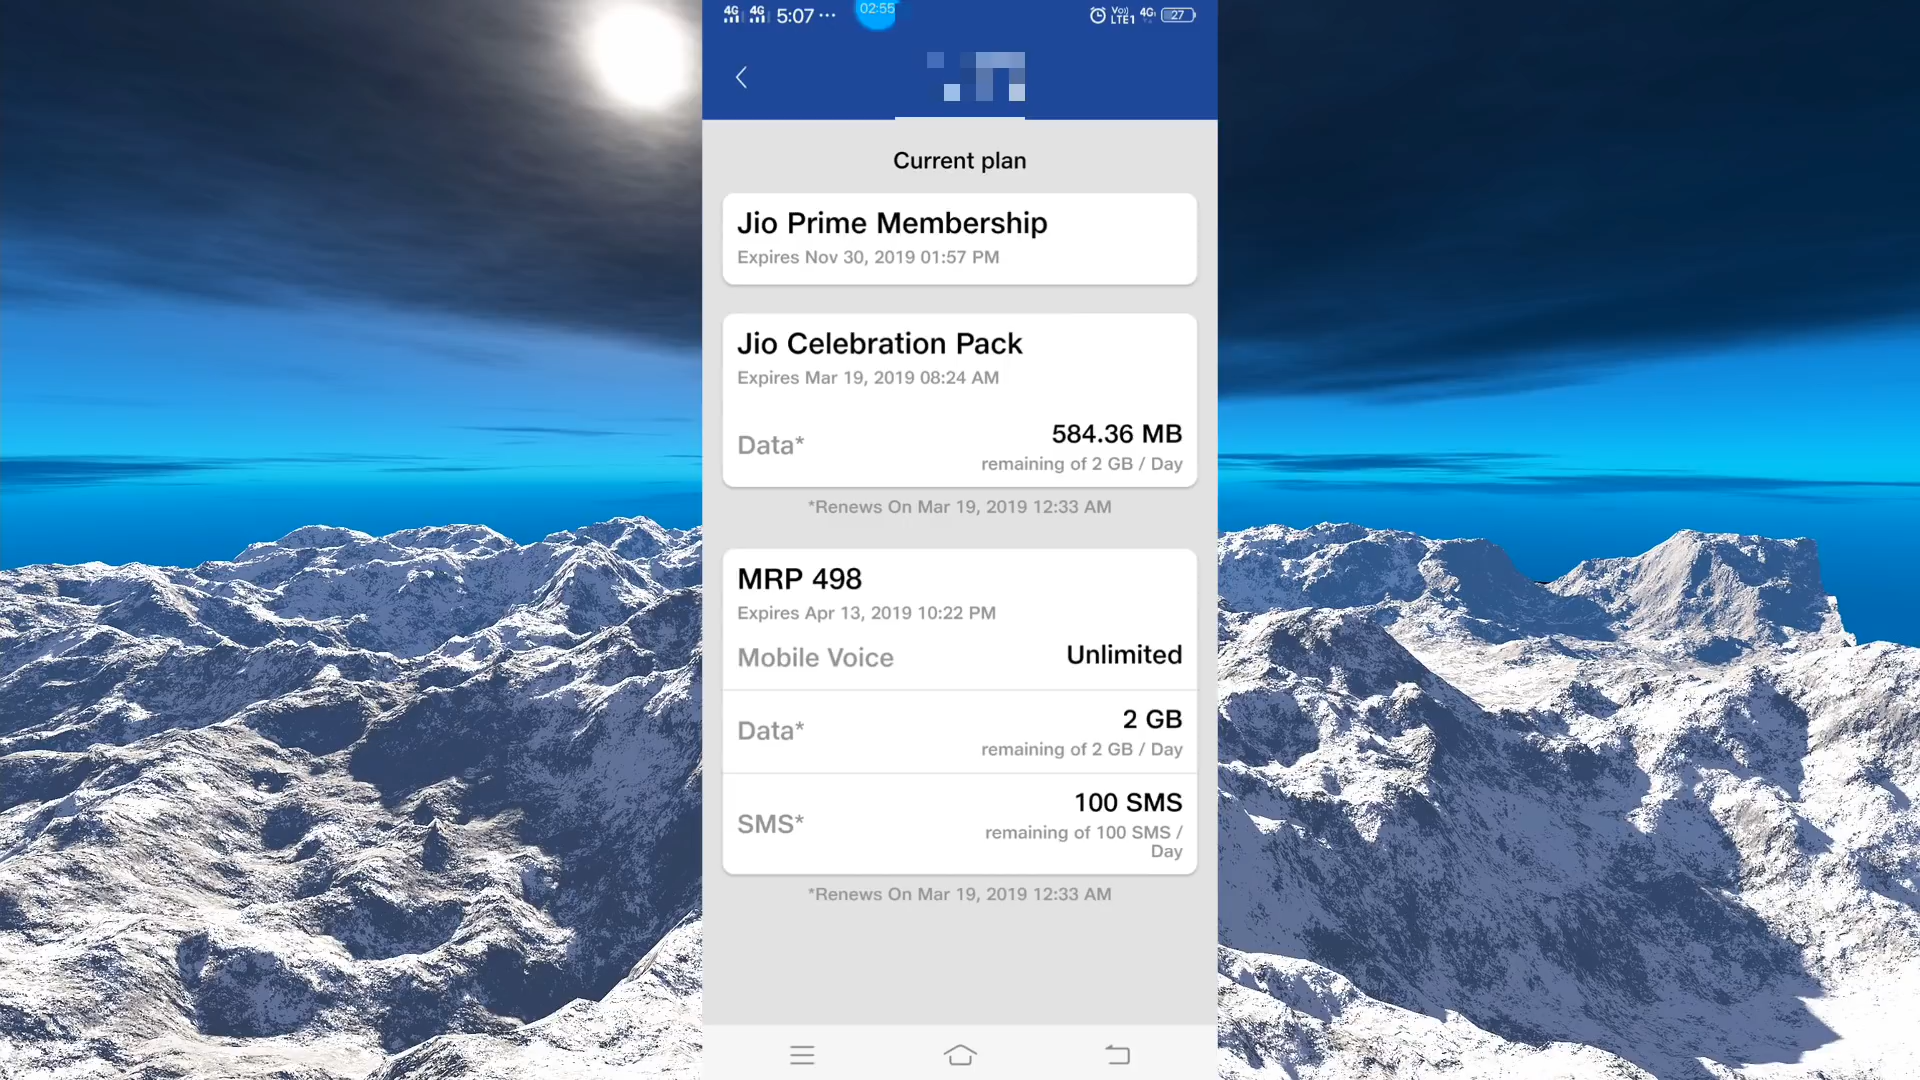 4G 4G 5:07 ... 02:55 Vo) LTE1 4G 27
Current plan
Jio Prime Membership
Expires Nov 30, 2019 01:57 PM
Jio Celebration Pack
Expires Mar 19, 2019 08:24 AM
Data* 584.36 MB
remaining of 2 GB / Day
*Renews On Mar 19, 2019 12:33 AM
MRP 498
Expires Apr 13, 2019 10:22 PM
Mobile Voice Unlimited
Data* 2 GB
remaining of 2 GB / Day
SMS* 100 SMS
remaining of 100 SMS /
Day
*Renews On Mar 19, 2019 12:33 AM